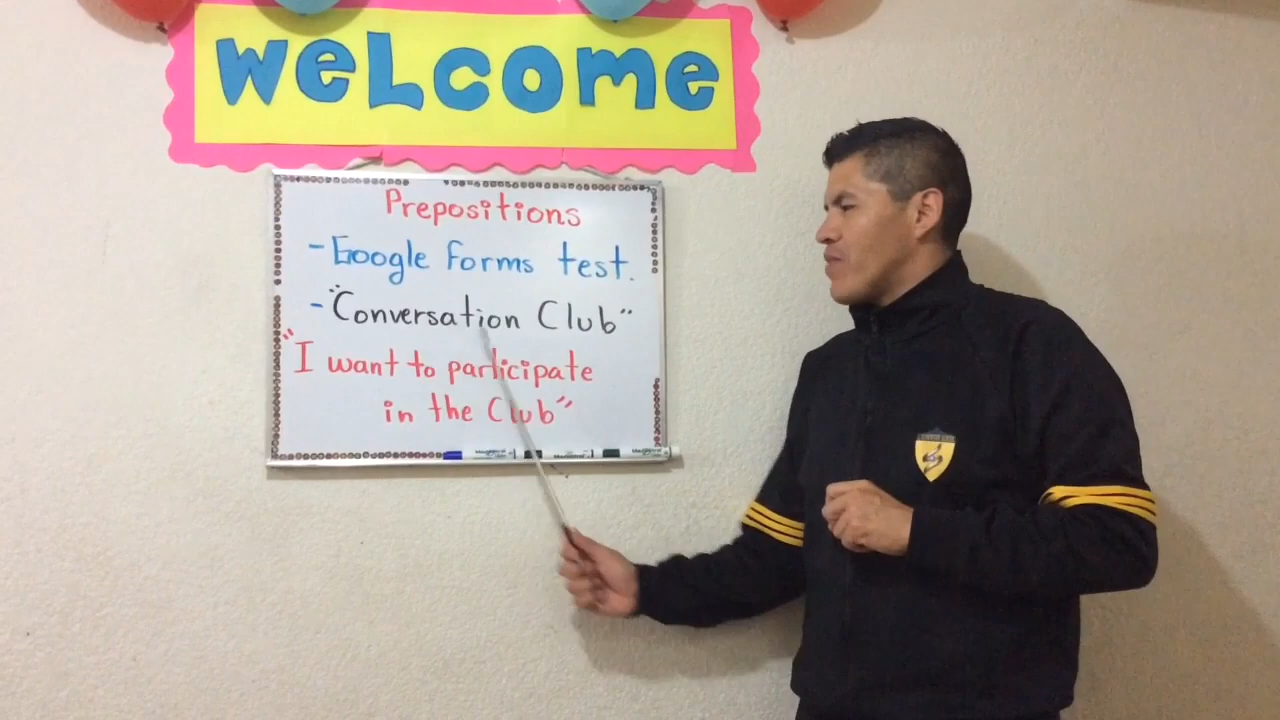 WeLcome
Prepositions
- Google Forms test.
- "Conversation Club"
"I want to participate
in the Club"